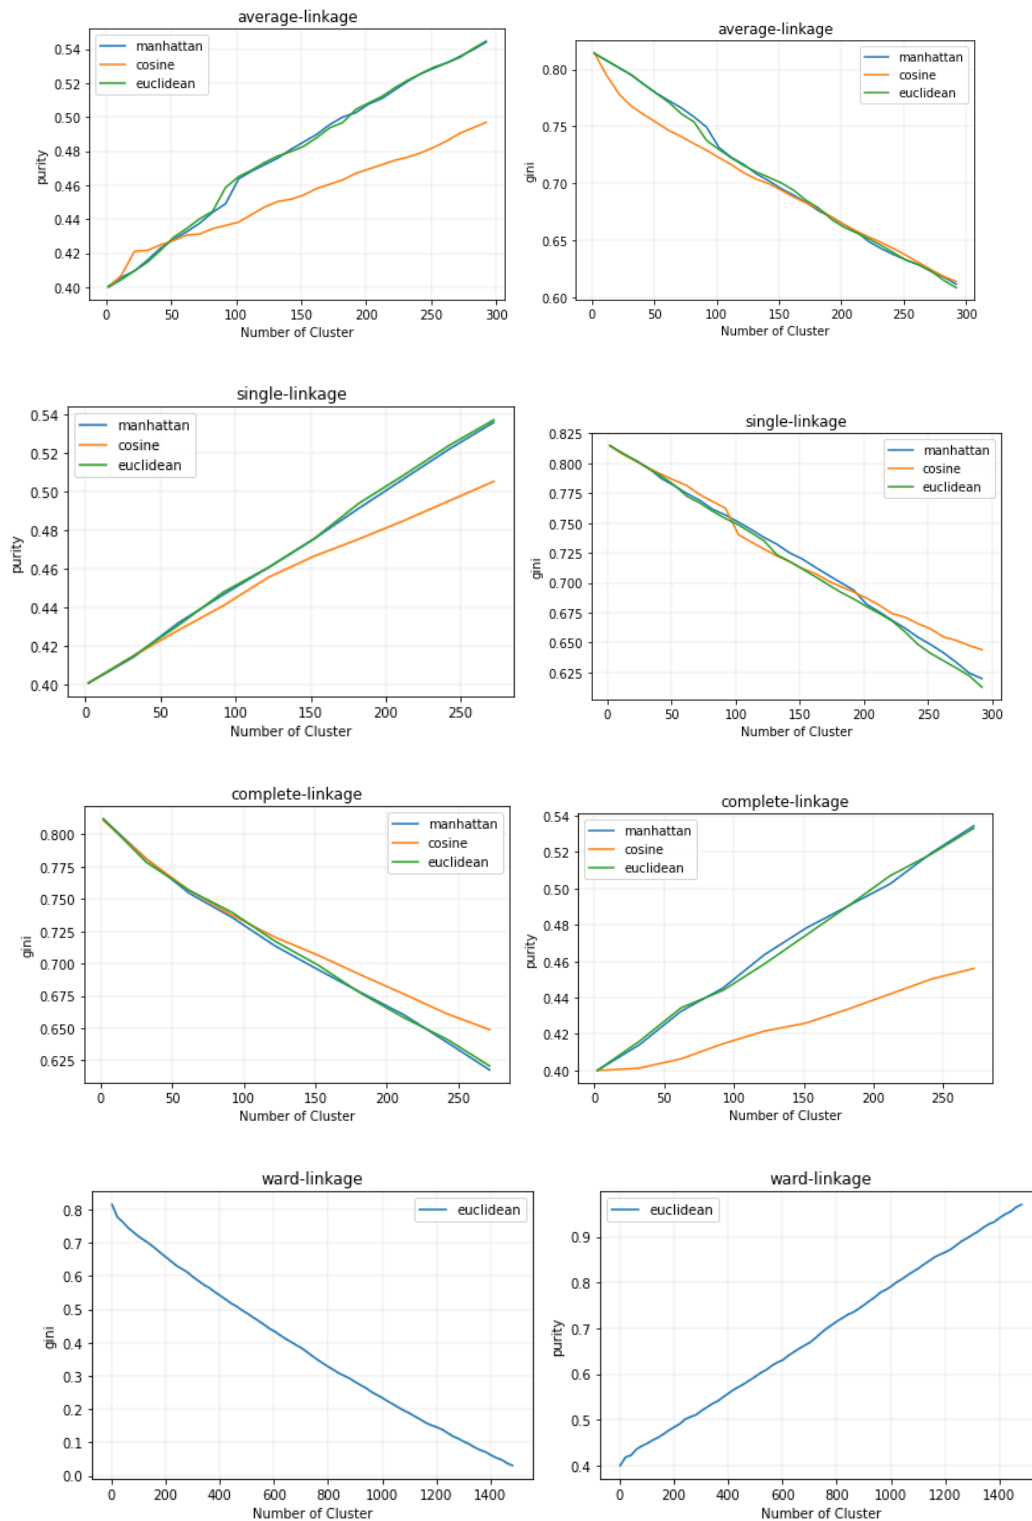 average-linkage
manhattan
cosine
euclidean
purity
0.54
0.52
0.50
0.48
0.46
0.44
0.42
0.40
0 50 100 150 200 250 300
Number of Cluster
average-linkage
manhattan
cosine
euclidean
gini
0.80
0.75
0.70
0.65
0.60
0 50 100 150 200 250 300
Number of Cluster
single-linkage
manhattan
cosine
euclidean
purity
0.54
0.52
0.50
0.48
0.46
0.44
0.42
0.40
0 50 100 150 200 250
Number of Cluster
single-linkage
manhattan
cosine
euclidean
gini
0.825
0.800
0.775
0.750
0.725
0.700
0.675
0.650
0.625
0 50 100 150 200 250 300
Number of Cluster
complete-linkage
manhattan
cosine
euclidean
gini
0.800
0.775
0.750
0.725
0.700
0.675
0.650
0.625
0 50 100 150 200 250
Number of Cluster
complete-linkage
manhattan
cosine
euclidean
purity
0.54
0.52
0.50
0.48
0.46
0.44
0.42
0.40
0 50 100 150 200 250
Number of Cluster
ward-linkage
euclidean
gini
0.8
0.7
0.6
0.5
0.4
0.3
0.2
0.1
0.0
0 200 400 600 800 1000 1200 1400
Number of Cluster
ward-linkage
euclidean
purity
0.9
0.8
0.7
0.6
0.5
0.4
0 200 400 600 800 1000 1200 1400
Number of Cluster